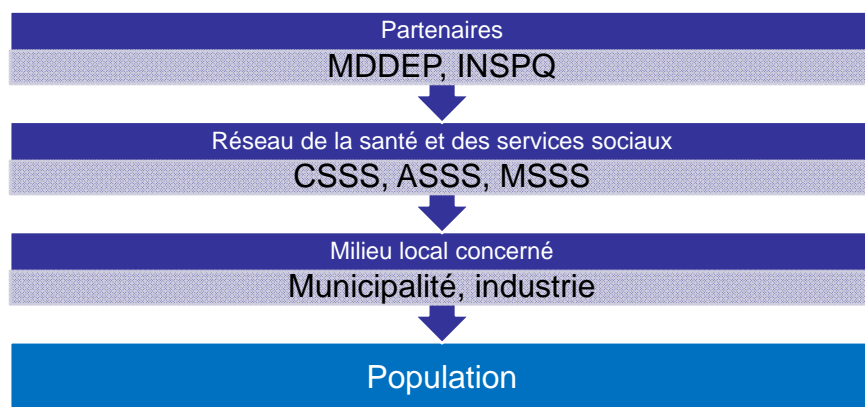 Partenaires
MDDEP, INSPQ
Réseau de la santé et des services sociaux
CSSS, ASSS, MSSS
Milieu local concerné
Municipalité, industrie
Population